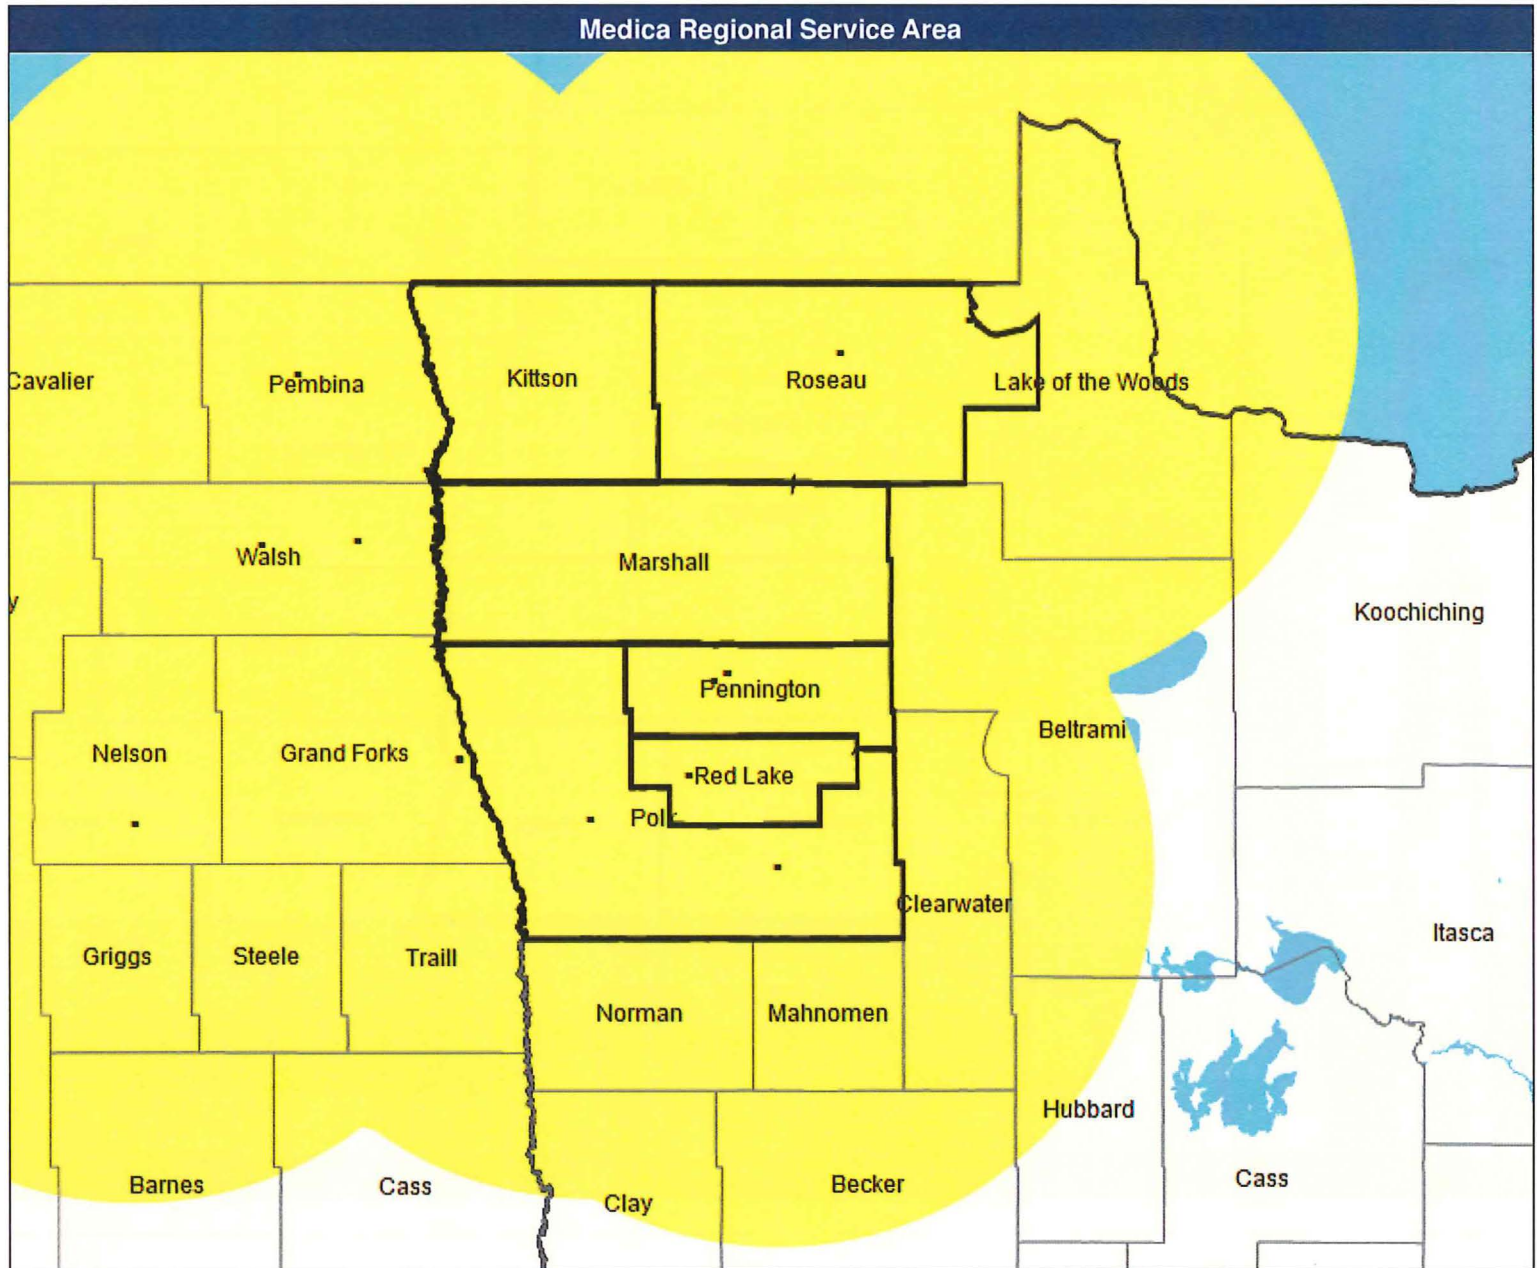 Medica Regional Service Area
Cavalier
Pembina
Kittson
Roseau
Lake of the Woods
Walsh
Marshall
y
Koochiching
Pennington
Nelson
Grand Forks
Beltrami
Red Lake
Polk
Clearwater
Griggs
Steele
Traill
Itasca
Norman
Mahnomen
Hubbard
Barnes
Cass
Clay
Becker
Cass